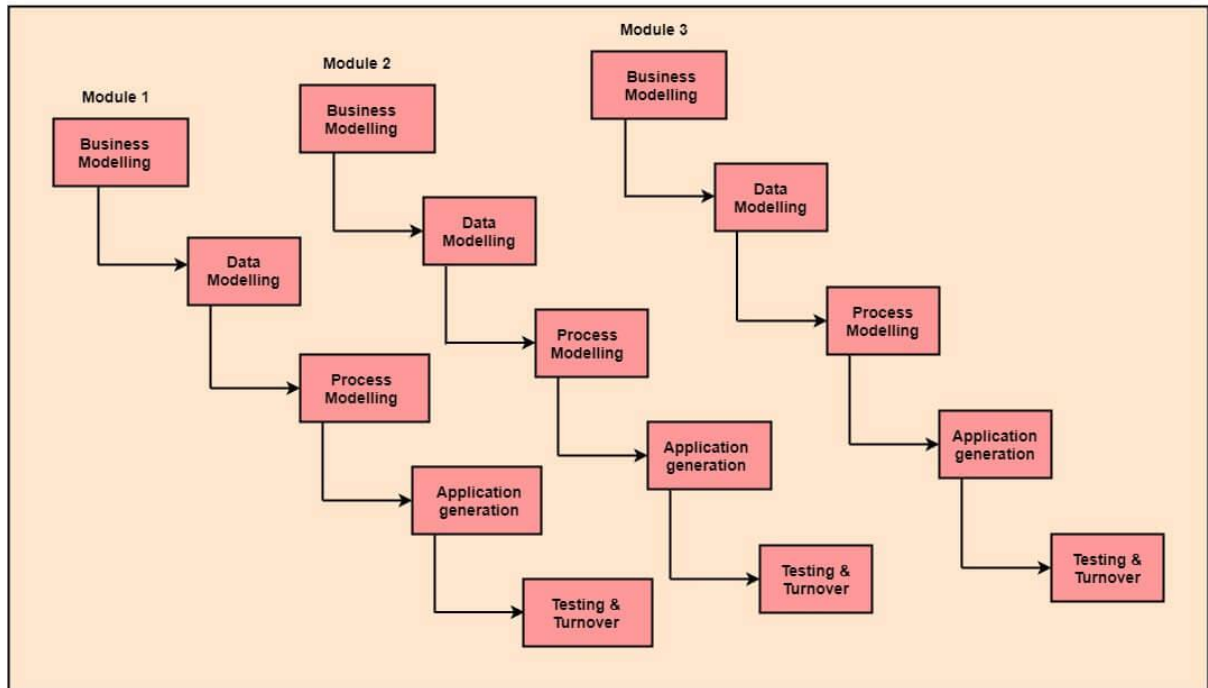 Module 1
Business
Modelling
Data
Modelling
Process
Modelling
Application
generation
Testing &
Turnover
Module 2
Business
Modelling
Data
Modelling
Process
Modelling
Application
generation
Testing &
Turnover
Module 3
Business
Modelling
Data
Modelling
Process
Modelling
Application
generation
Testing &
Turnover